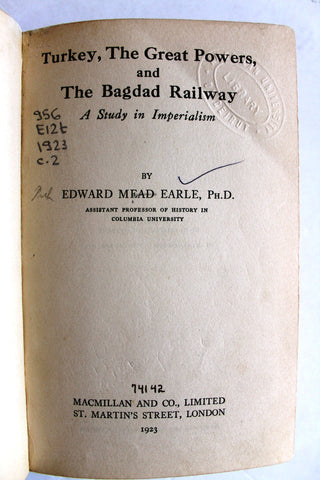 Turkey, The Great Powers,
and
The Bagdad Railway
A Study in Imperialism
956
E12t
1923
c.2
BY
EDWARD MEAD EARLE, PH.D.
ASSISTANT PROFESSOR OF HISTORY IN
COLUMBIA UNIVERSITY
74142
MACMILLAN AND CO., LIMITED
ST. MARTIN'S STREET, LONDON
1923
LIBRARY